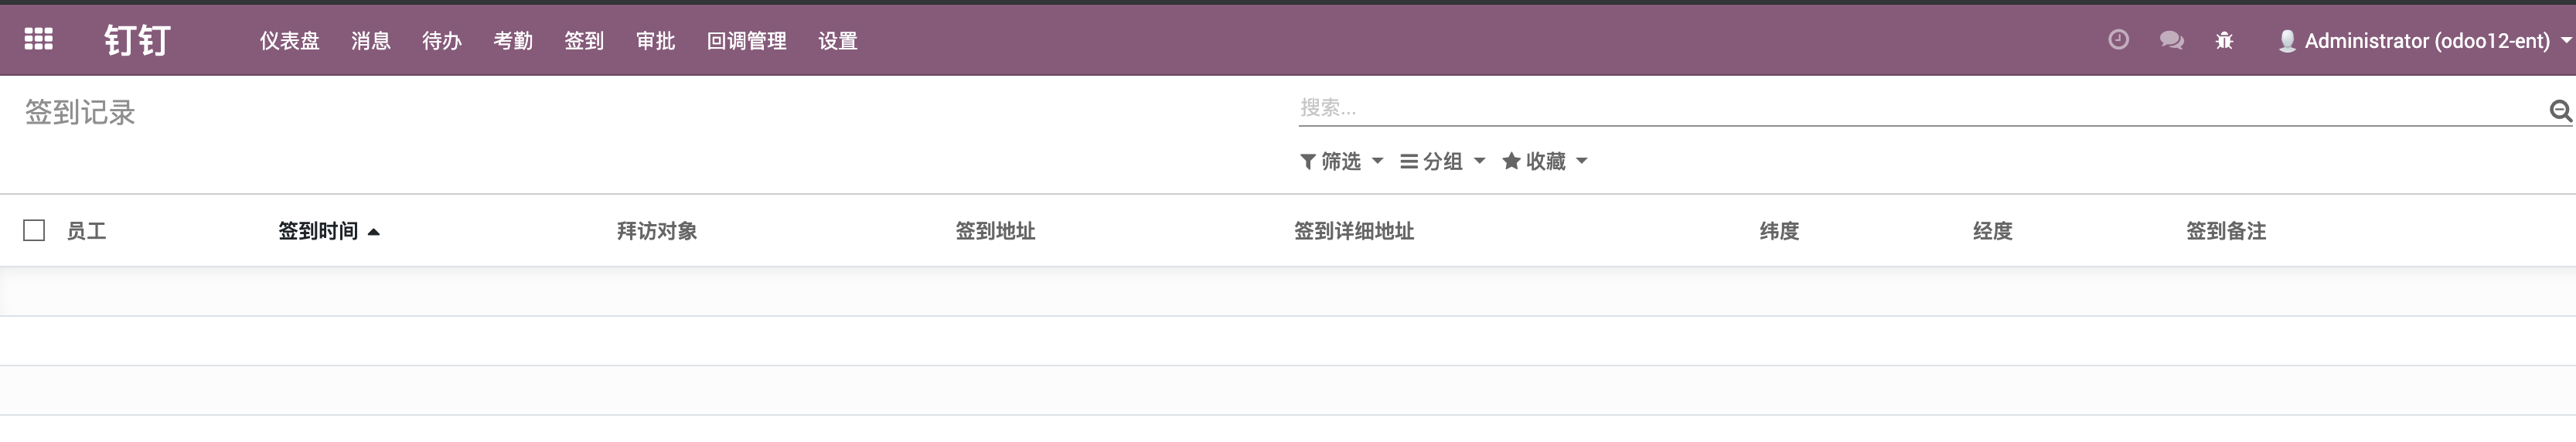 钉钉 仪表盘 消息 待办 考勤 签到 审批 回调管理 设置 Administrator (odoo12-ent)
签到记录 搜索...
筛选 分组 收藏
员工 签到时间 拜访对象 签到地址 签到详细地址 纬度 经度 签到备注